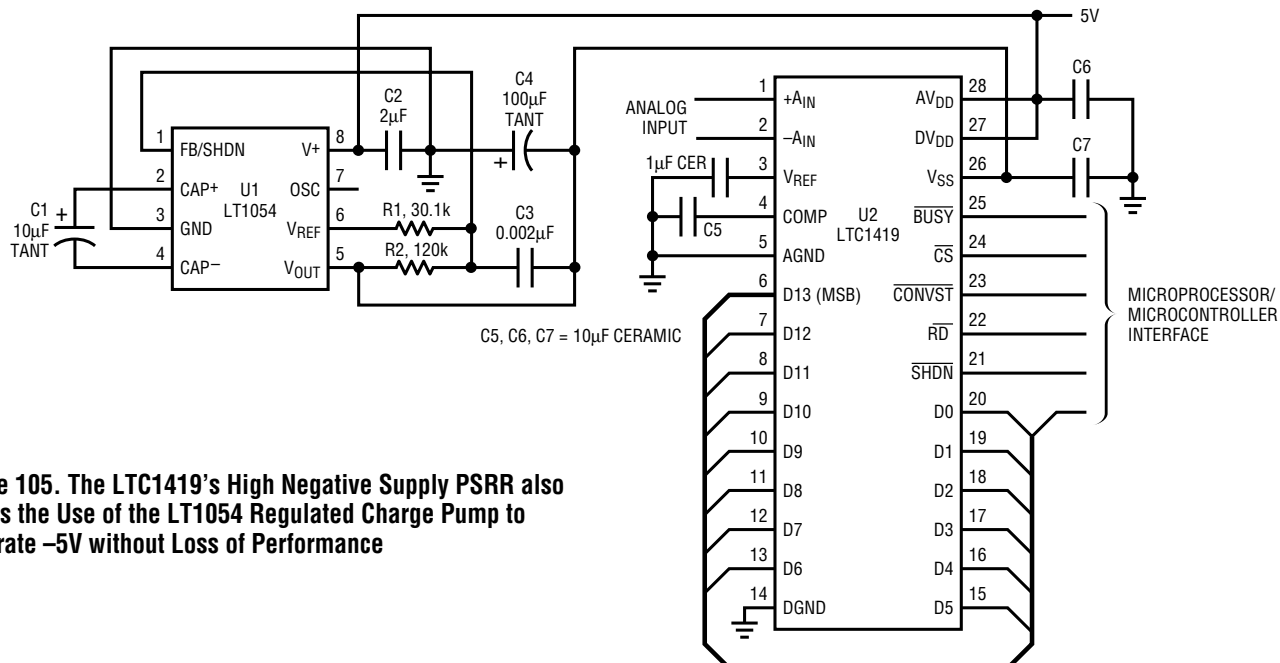 5V
C4
100µF
TANT
C2
2µF
C6
C7
1 FB/SHDN
2 CAP+
3 GND
4 CAP–
U1
LT1054
V+ 8
OSC 7
VREF 6
VOUT 5
C1
10µF
TANT
+
+
R1, 30.1k
R2, 120k
C3
0.002µF
ANALOG
INPUT
1µF CER
C5
C5, C6, C7 = 10µF CERAMIC
U2
LTC1419
1 +AIN
2 –AIN
3 VREF
4 COMP
5 AGND
6 D13 (MSB)
7 D12
8 D11
9 D10
10 D9
11 D8
12 D7
13 D6
14 DGND
AVDD 28
DVDD 27
VSS 26
BUSY 25
CS 24
CONVST 23
RD 22
SHDN 21
D0 20
D1 19
D2 18
D3 17
D4 16
D5 15
MICROPROCESSOR/
MICROCONTROLLER
INTERFACE
e 105. The LTC1419's High Negative Supply PSRR also
s the Use of the LT1054 Regulated Charge Pump to
rate –5V without Loss of Performance